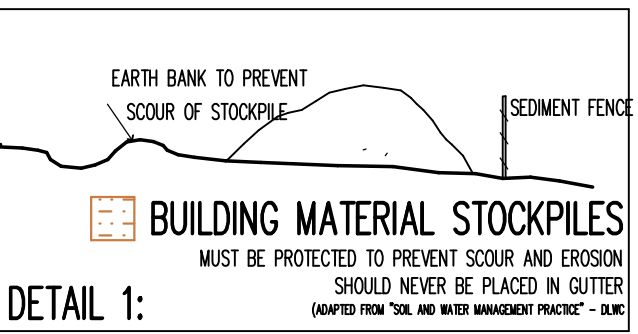 EARTH BANK TO PREVENT
SCOUR OF STOCKPILE
SEDIMENT FENCE
BUILDING MATERIAL STOCKPILES
MUST BE PROTECTED TO PREVENT SCOUR AND EROSION
SHOULD NEVER BE PLACED IN GUTTER
(ADAPTED FROM "SOIL AND WATER MANAGEMENT PRACTICE" - DLWC
DETAIL 1: